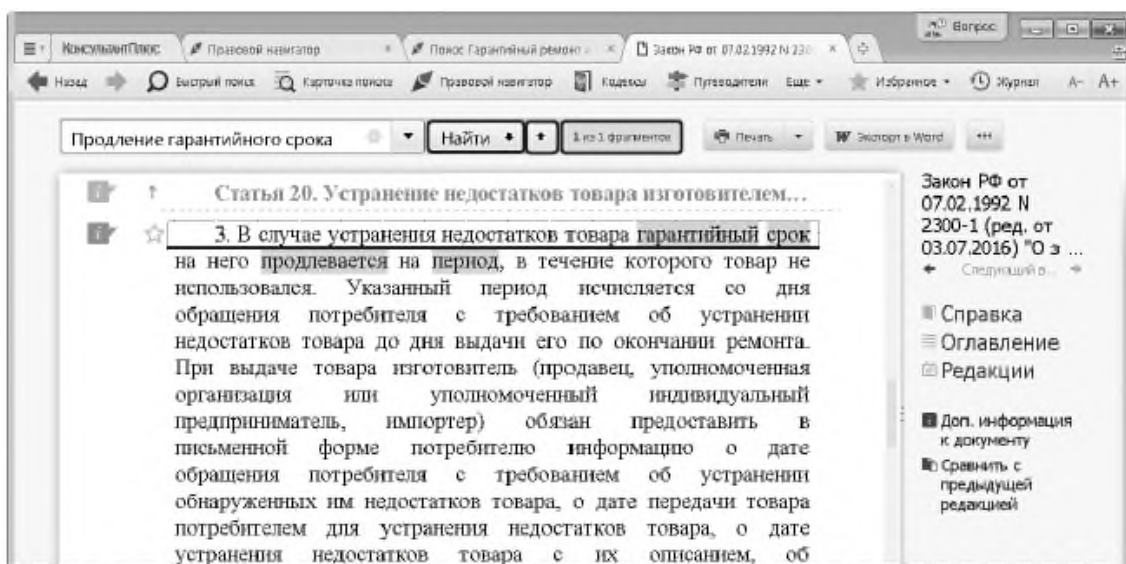 Вопрос
КонсультантПлюс Правовой навигатор Поиск Гарантийный ремонт Закон РФ от 07.02.1992 N 230
Назад Быстрый поиск Карточка поиска Правовой навигатор Кодексы Путеводители Еще Избранное Журнал А- А+
Продление гарантийного срока Найти 1 из 1 фрагментов Печать Экспорт в Word
Статья 20. Устранение недостатков товара изготовителем...
3. В случае устранения недостатков товара гарантийный срок
на него продлевается на период, в течение которого товар не
использовался. Указанный период исчисляется со дня
обращения потребителя с требованием об устранении
недостатков товара до дня выдачи его по окончании ремонта.
При выдаче товара изготовитель (продавец, уполномоченная
организация или уполномоченный индивидуальный
предприниматель, импортер) обязан предоставить в
письменной форме потребителю информацию о дате
обращения потребителя с требованием об устранении
обнаруженных им недостатков товара, о дате передачи товара
потребителем для устранения недостатков товара, о дате
устранения недостатков товара с их описанием, об
Закон РФ от
07.02.1992 N
2300-1 (ред. от
03.07.2016) "О з ...
Следующий в...
Справка
Оглавление
Редакции
Доп. информация
к документу
Сравнить с
предыдущей
редакцией